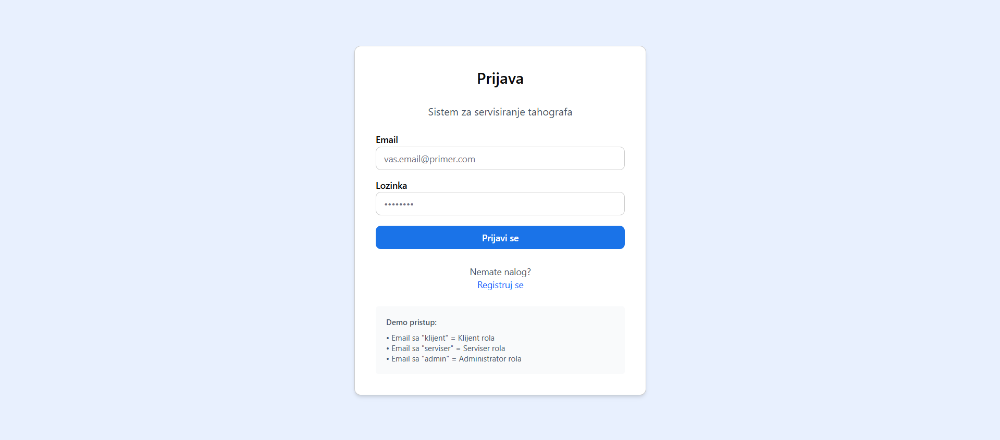 Prijava
Sistem za servisiranje tahografa
Email
vas.email@primer.com
Lozinka
••••••••
Prijavi se
Nemate nalog?
Registruj se
Demo pristup:
• Email sa "klijent" = Klijent rola
• Email sa "serviser" = Serviser rola
• Email sa "admin" = Administrator rola